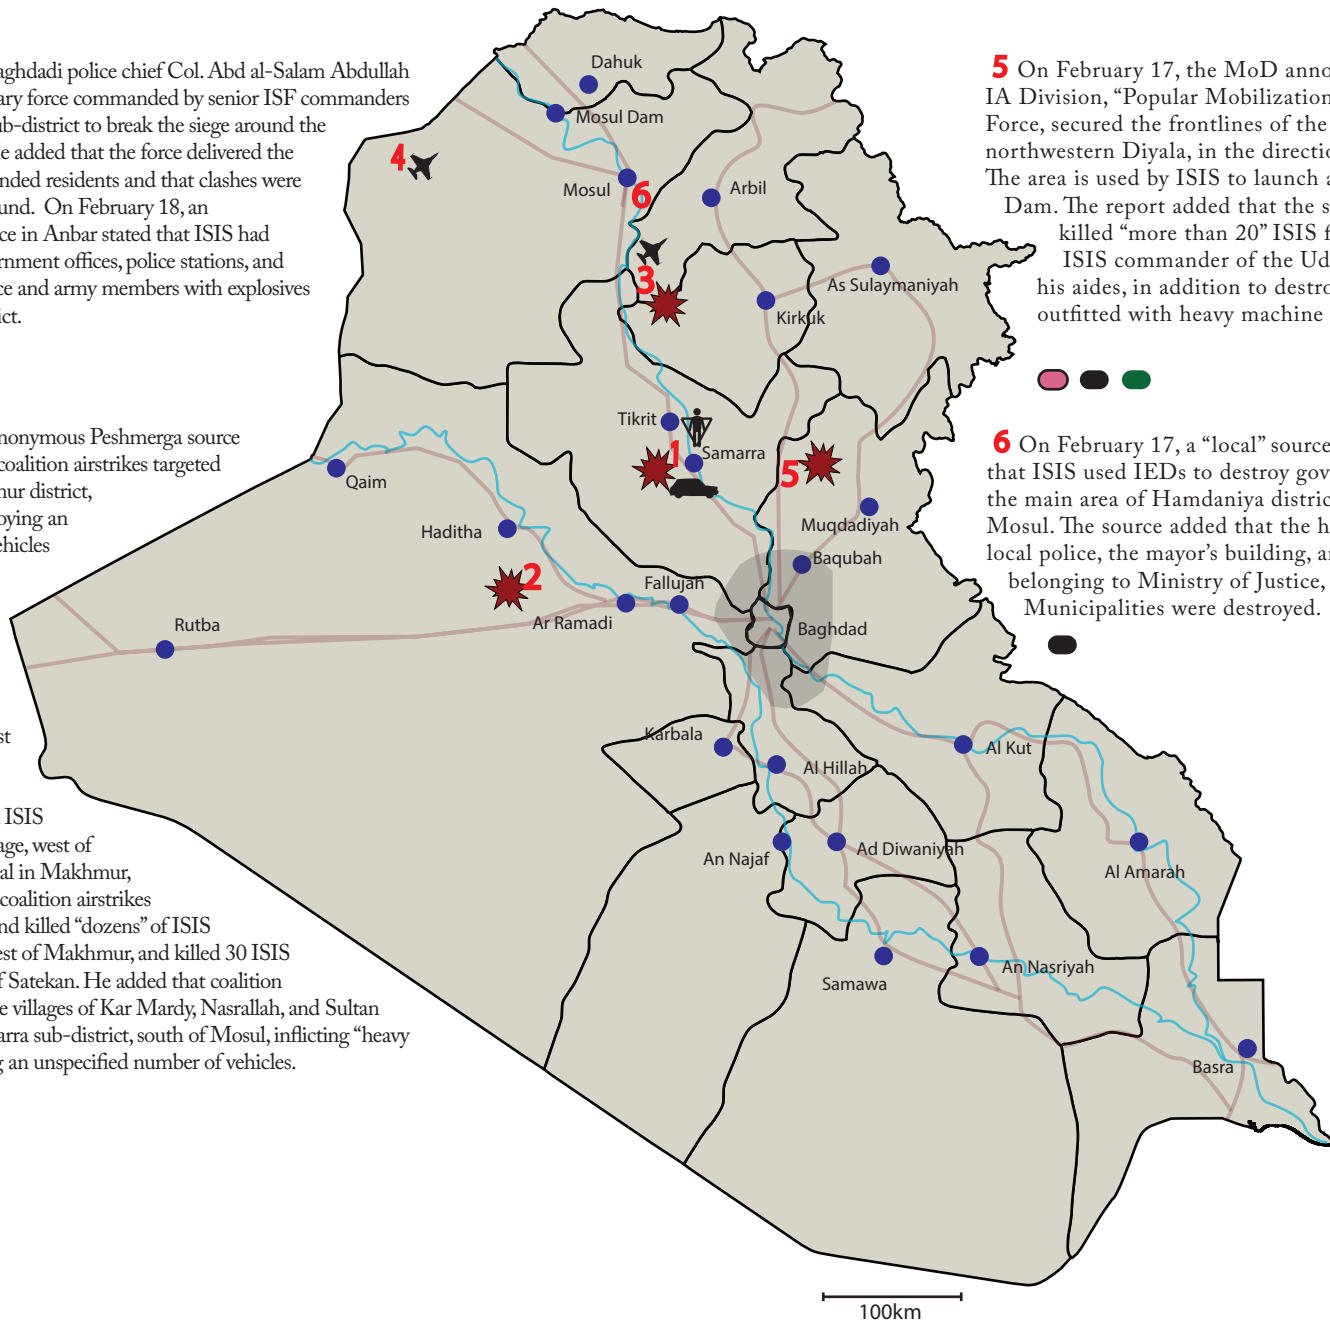 aghdadi police chief Col. Abd al-Salam Abdullah
ary force commanded by senior ISF commanders
ub-district to break the siege around the
e added that the force delivered the
nded residents and that clashes were
und. On February 18, an
ce in Anbar stated that ISIS had
rnment offices, police stations, and
ce and army members with explosives
ict.
nonymous Peshmerga source
coalition airstrikes targeted
mur district,
oying an
ehicles
st
ISIS
age, west of
al in Makhmur,
coalition airstrikes
nd killed “dozens” of ISIS
est of Makhmur, and killed 30 ISIS
f Satekan. He added that coalition
e villages of Kar Mardy, Nasrallah, and Sultan
arra sub-district, south of Mosul, inflicting “heavy
g an unspecified number of vehicles.
Dahuk
Mosul Dam
4
Mosul
6
Arbil
3
As Sulaymaniyah
Kirkuk
Tikrit
1
Samarra
5
Qaim
Muqdadiyah
Haditha
Baqubah
2
Fallujah
Ar Ramadi
Rutba
Baghdad
Karbala
Al Kut
Al Hillah
An Najaf
Ad Diwaniyah
Al Amarah
An Nasriyah
Samawa
Basra
100km
5 On February 17, the MoD anno
IA Division, “Popular Mobilization
Force, secured the frontlines of the
northwestern Diyala, in the directio
The area is used by ISIS to launch a
Dam. The report added that the s
killed “more than 20” ISIS f
ISIS commander of the Ud
his aides, in addition to destro
outfitted with heavy machine
6 On February 17, a “local” source
that ISIS used IEDs to destroy gov
the main area of Hamdaniya distric
Mosul. The source added that the h
local police, the mayor’s building, an
belonging to Ministry of Justice,
Municipalities were destroyed.